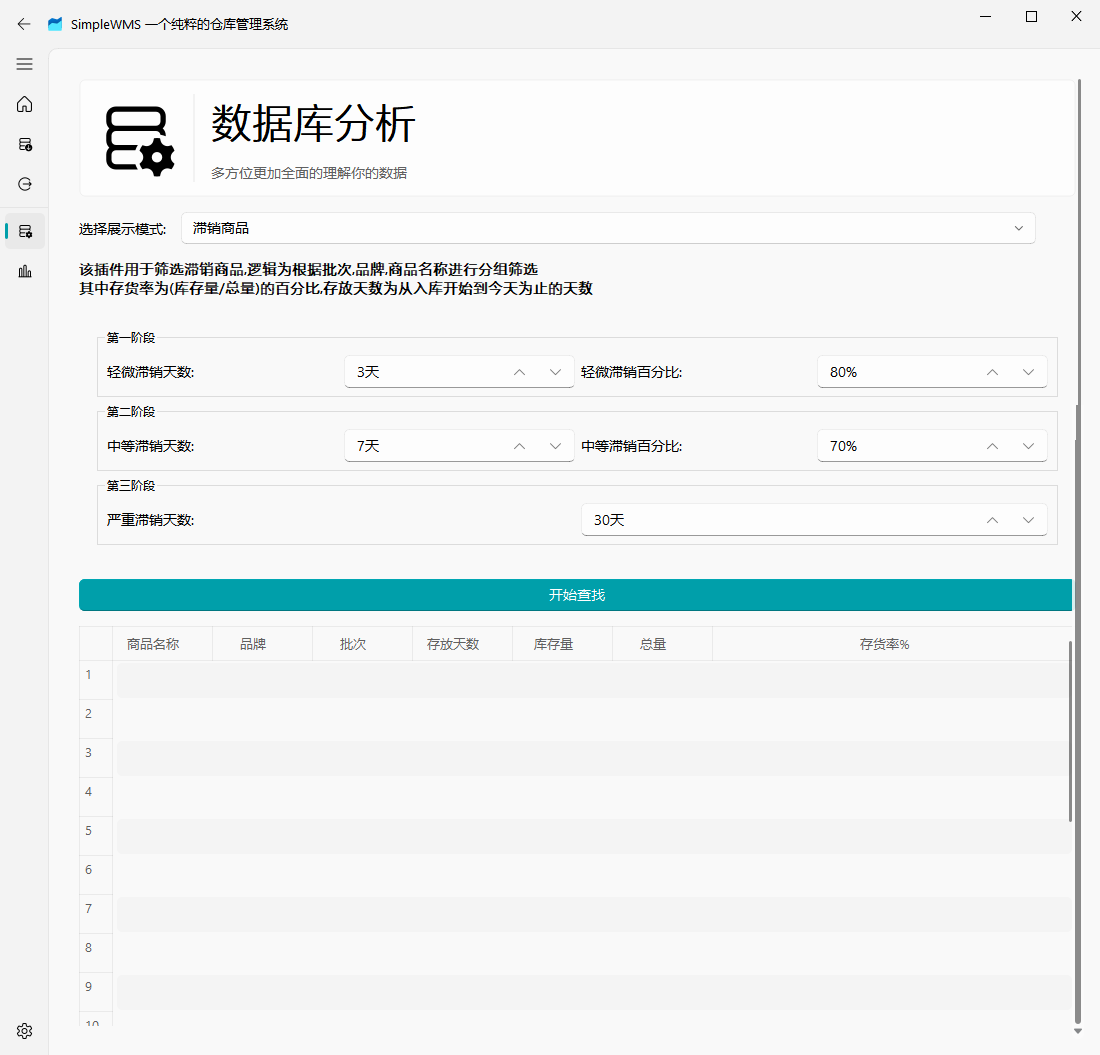 SimpleWMS 一个纯粹的仓库管理系统
数据库分析
多方位更加全面的理解你的数据
选择展示模式: 滞销商品
该插件用于筛选滞销商品,逻辑为根据批次,品牌,商品名称进行分组筛选
其中存货率为(库存量/总量)的百分比,存放天数为从入库开始到今天为止的天数
第一阶段
轻微滞销天数: 3天 轻微滞销百分比: 80%
第二阶段
中等滞销天数: 7天 中等滞销百分比: 70%
第三阶段
严重滞销天数: 30天
开始查找
商品名称 品牌 批次 存放天数 库存量 总量 存货率%
1
2
3
4
5
6
7
8
9
10